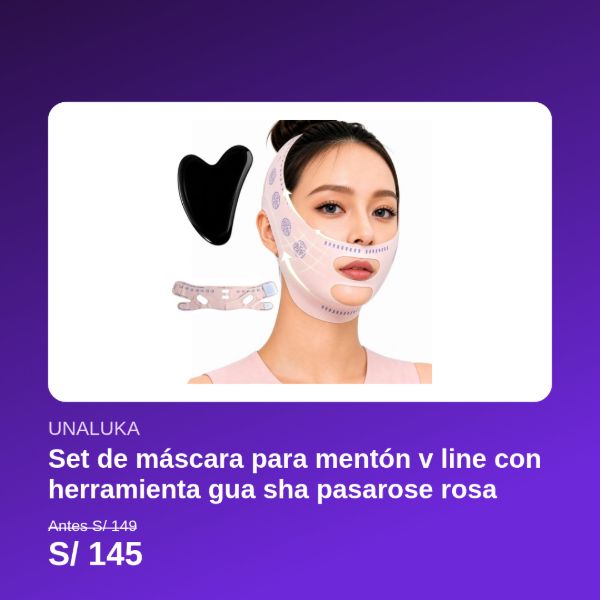 UNALUKA
Set de máscara para mentón v line con
herramienta gua sha pasarose rosa
Antes S/ 149
S/ 145